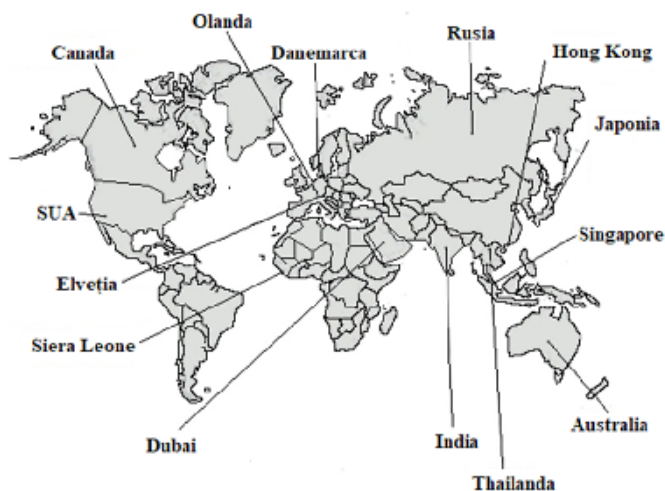 Olanda
Canada
Danemarca
Rusia
Hong Kong
Japonia
SUA
Singapore
Elveția
Siera Leone
Dubai
India
Australia
Thailanda